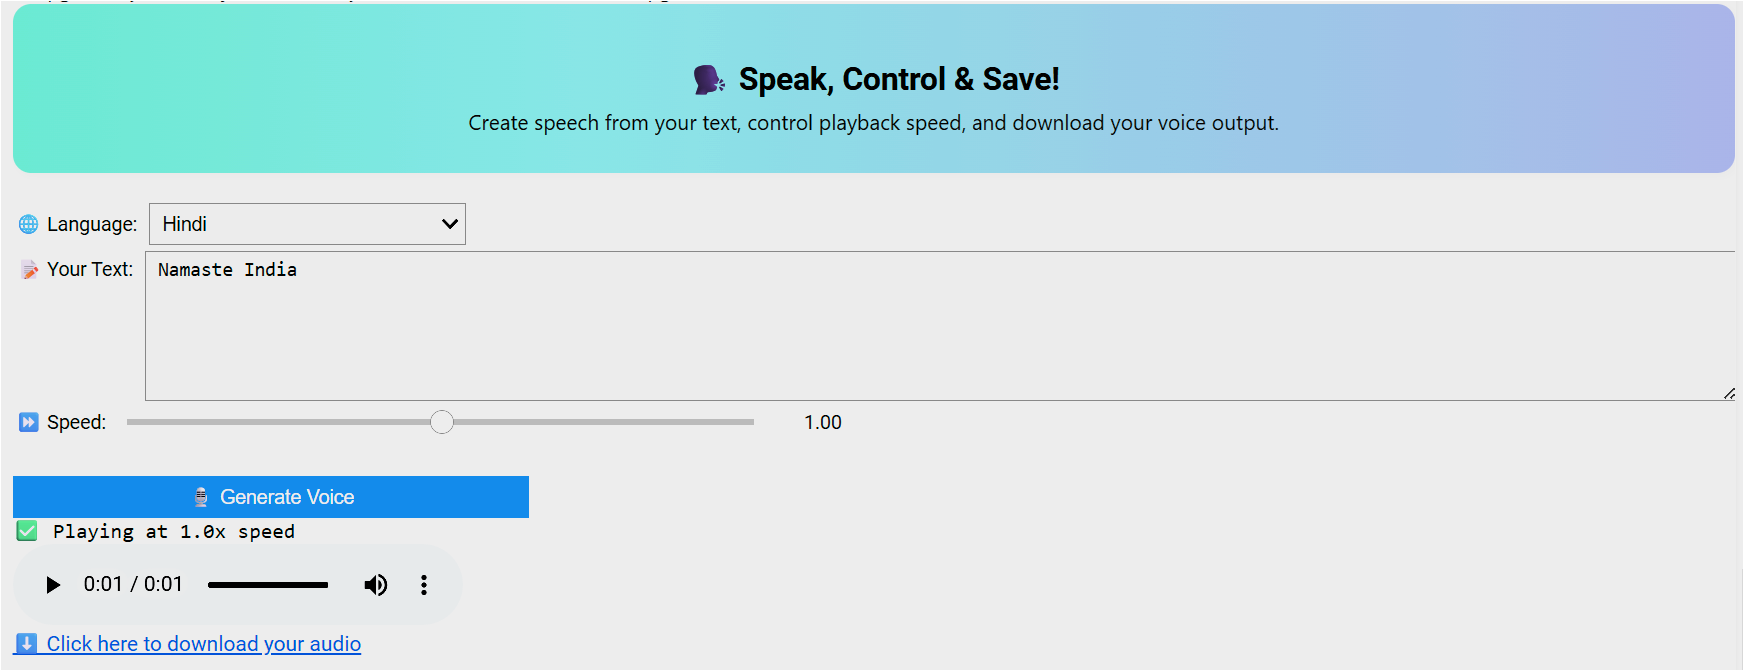 🗣️ Speak, Control & Save!
Create speech from your text, control playback speed, and download your voice output.
🌐 Language: Hindi
📝 Your Text: Namaste India
⏩ Speed: 1.00
🎙️ Generate Voice
✅ Playing at 1.0x speed
0:01 / 0:01
⬇️ Click here to download your audio